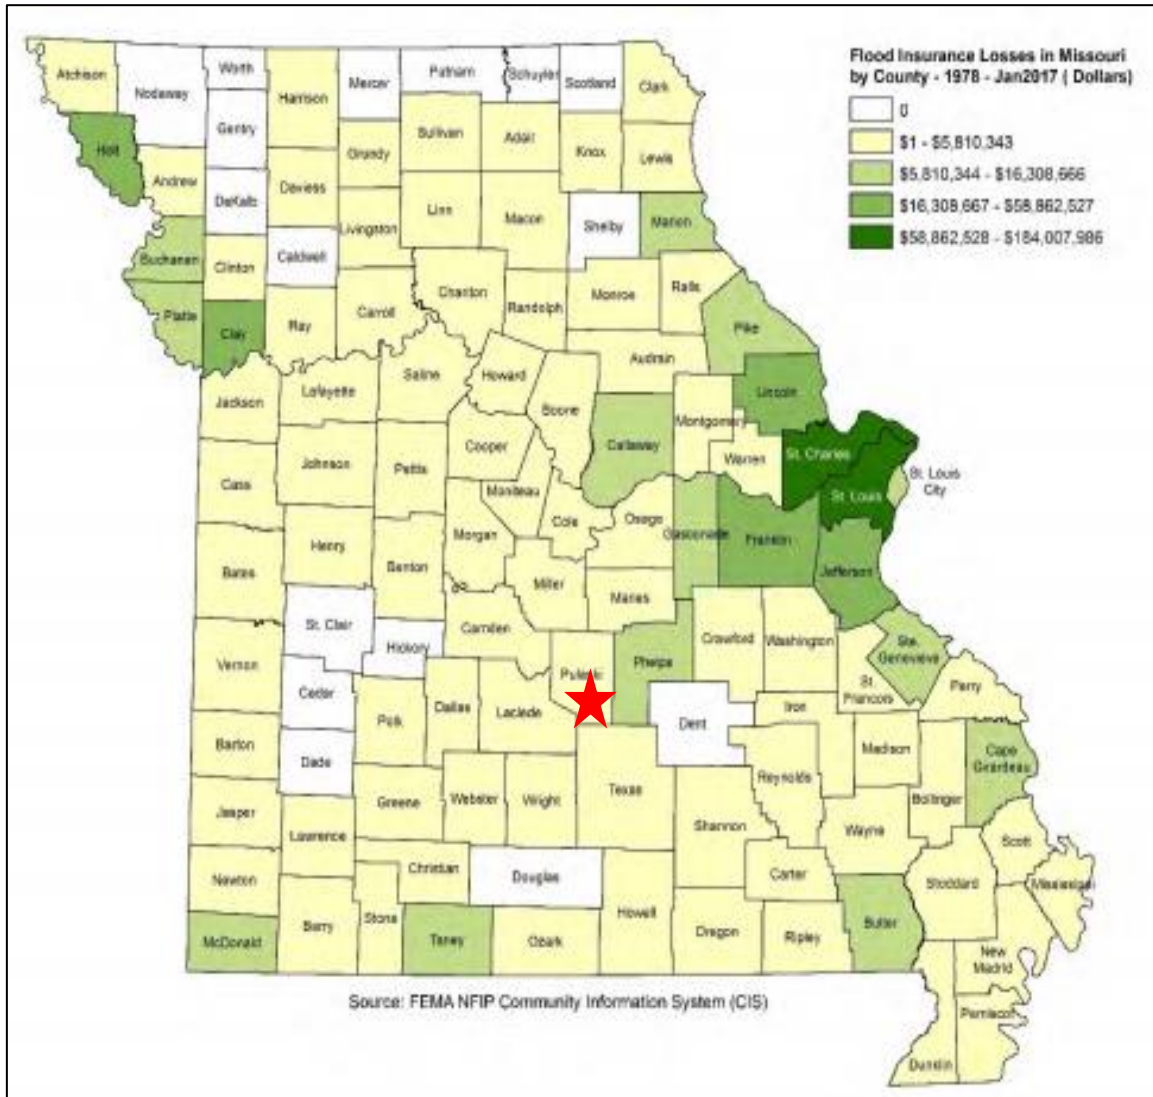 Flood Insurance Losses in Missouri
by County - 1978 - Jan2017 ( Dollars)
0
$1 - $5,810,343
$5,810,344 - $16,308,666
$16,308,667 - $58,862,527
$58,862,528 - $184,007,986
Atchison
Nodaway
Worth
Harrison
Mercer
Putnam
Schuyler
Scotland
Clark
Gentry
Holt
Andrew
DeKalb
Daviess
Grundy
Sullivan
Adair
Knox
Lewis
Livingston
Linn
Macon
Shelby
Marion
Buchanan
Clinton
Caldwell
Platte
Clay
Ray
Carroll
Chariton
Randolph
Monroe
Ralls
Pike
Audrain
Jackson
Lafayette
Saline
Howard
Boone
Callaway
Montgomery
Lincoln
Warren
St. Charles
St. Louis
St. Louis
City
Cass
Johnson
Pettis
Cooper
Moniteau
Cole
Osage
Gasconade
Franklin
Jefferson
Bates
Henry
Benton
Morgan
Miller
Maries
St. Clair
Hickory
Camden
Phelps
Crawford
Washington
Ste.
Genevieve
St.
Francois
Perry
Vernon
Cedar
Polk
Dallas
Laclede
Dent
Iron
Madison
Cape
Girardeau
Bollinger
Barton
Dade
Greene
Webster
Wright
Texas
Reynolds
Shannon
Wayne
Scott
Jasper
Lawrence
Christian
Douglas
Carter
Stoddard
Mississippi
Newton
McDonald
Barry
Stone
Taney
Ozark
Howell
Oregon
Ripley
Butler
New
Madrid
Pemiscot
Dunklin
Source: FEMA NFIP Community Information System (CIS)